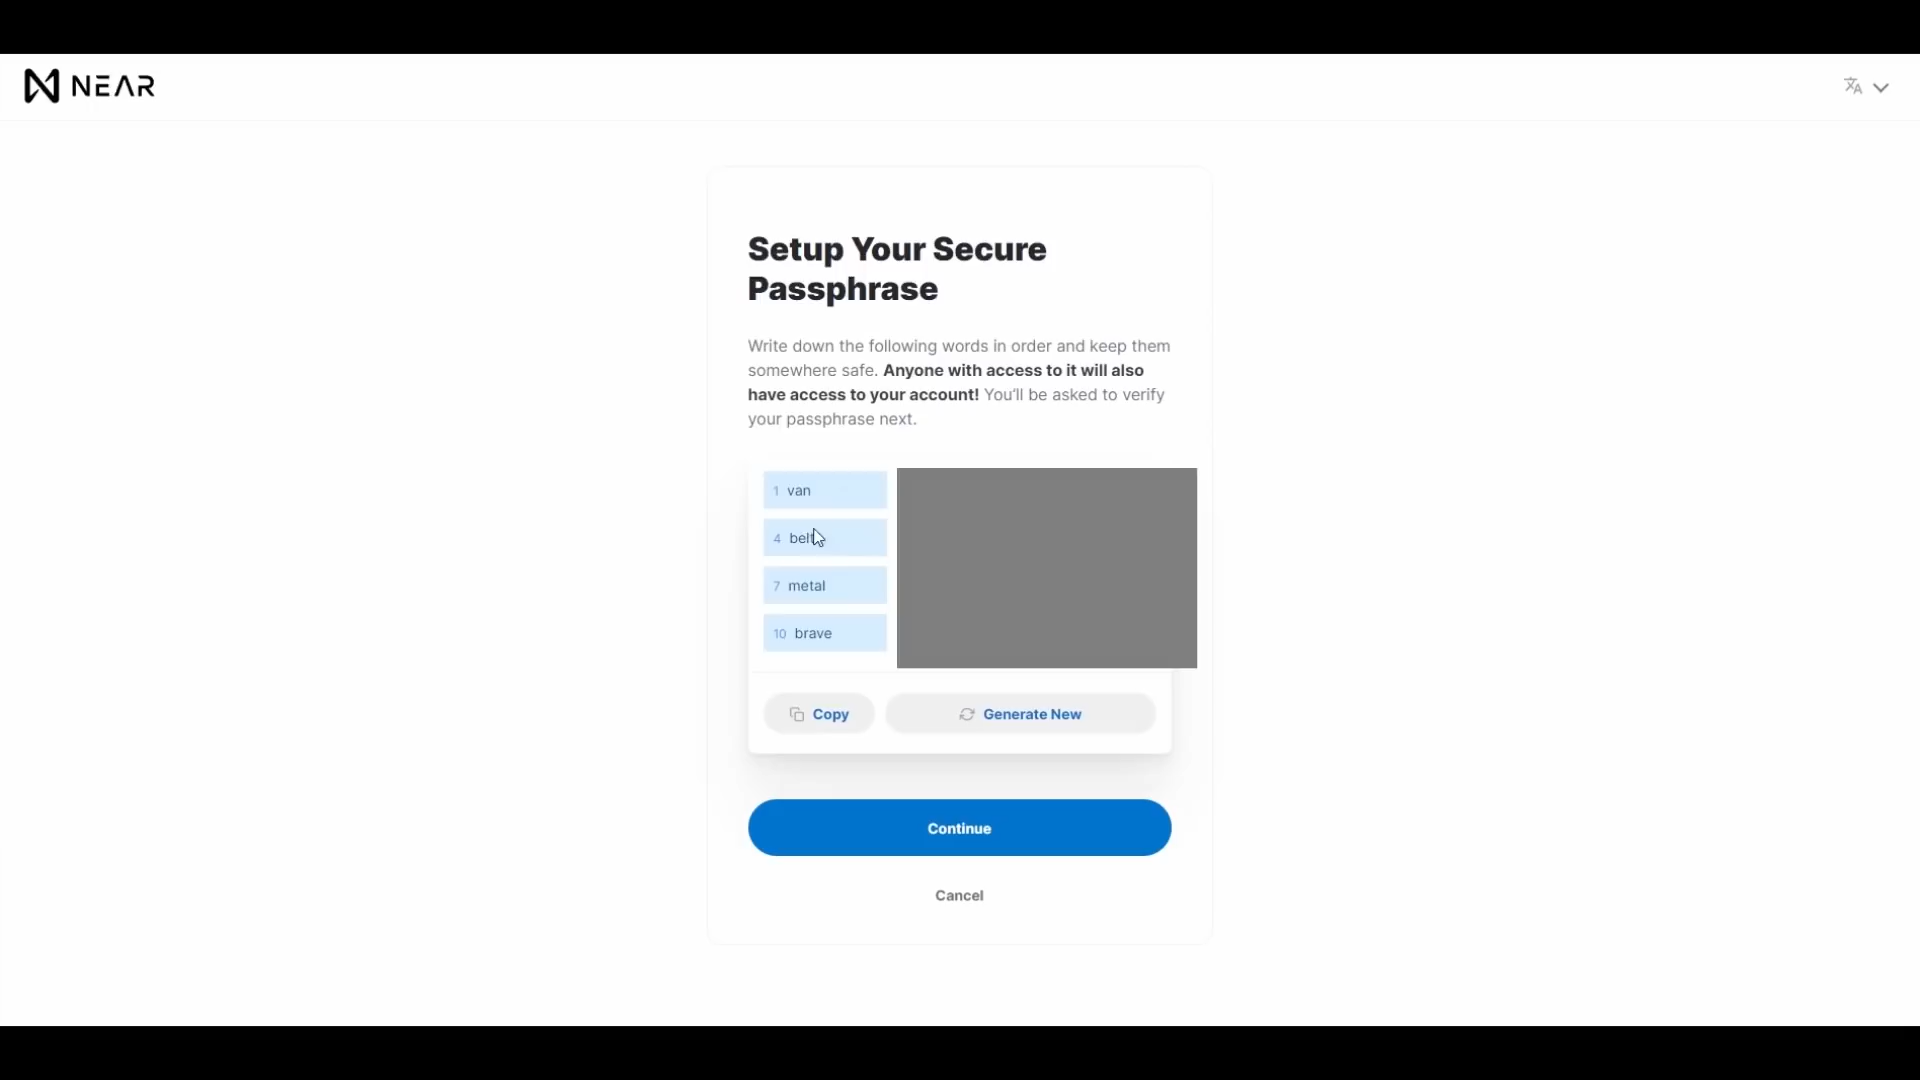 NEAR
Setup Your Secure
Passphrase
Write down the following words in order and keep them
somewhere safe. Anyone with access to it will also
have access to your account! You'll be asked to verify
your passphrase next.
1 van
4 belt
7 metal
10 brave
Copy
Generate New
Continue
Cancel